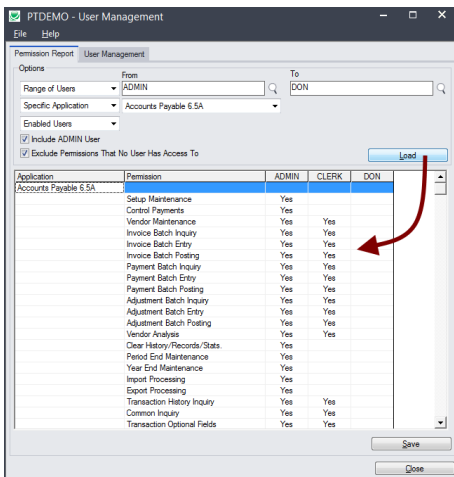 PTDEMO - User Management
File Help
Permission Report User Management
Options
From To
Range of Users ADMIN DON
Specific Application Accounts Payable 6.5A
Enabled Users
Include ADMIN User
Exclude Permissions That No User Has Access To
Load
Application Permission ADMIN CLERK DON
Accounts Payable 6.5A
Setup Maintenance Yes
Control Payments Yes
Vendor Maintenance Yes Yes
Invoice Batch Inquiry Yes Yes
Invoice Batch Entry Yes Yes
Invoice Batch Posting Yes Yes
Payment Batch Inquiry Yes Yes
Payment Batch Entry Yes Yes
Payment Batch Posting Yes Yes
Adjustment Batch Inquiry Yes Yes
Adjustment Batch Entry Yes Yes
Adjustment Batch Posting Yes Yes
Vendor Analysis Yes Yes
Clear History/Records/Stats. Yes
Period End Maintenance Yes
Year End Maintenance Yes
Import Processing Yes
Export Processing Yes
Transaction History Inquiry Yes Yes
Common Inquiry Yes Yes
Transaction Optional Fields Yes Yes
Save
Close